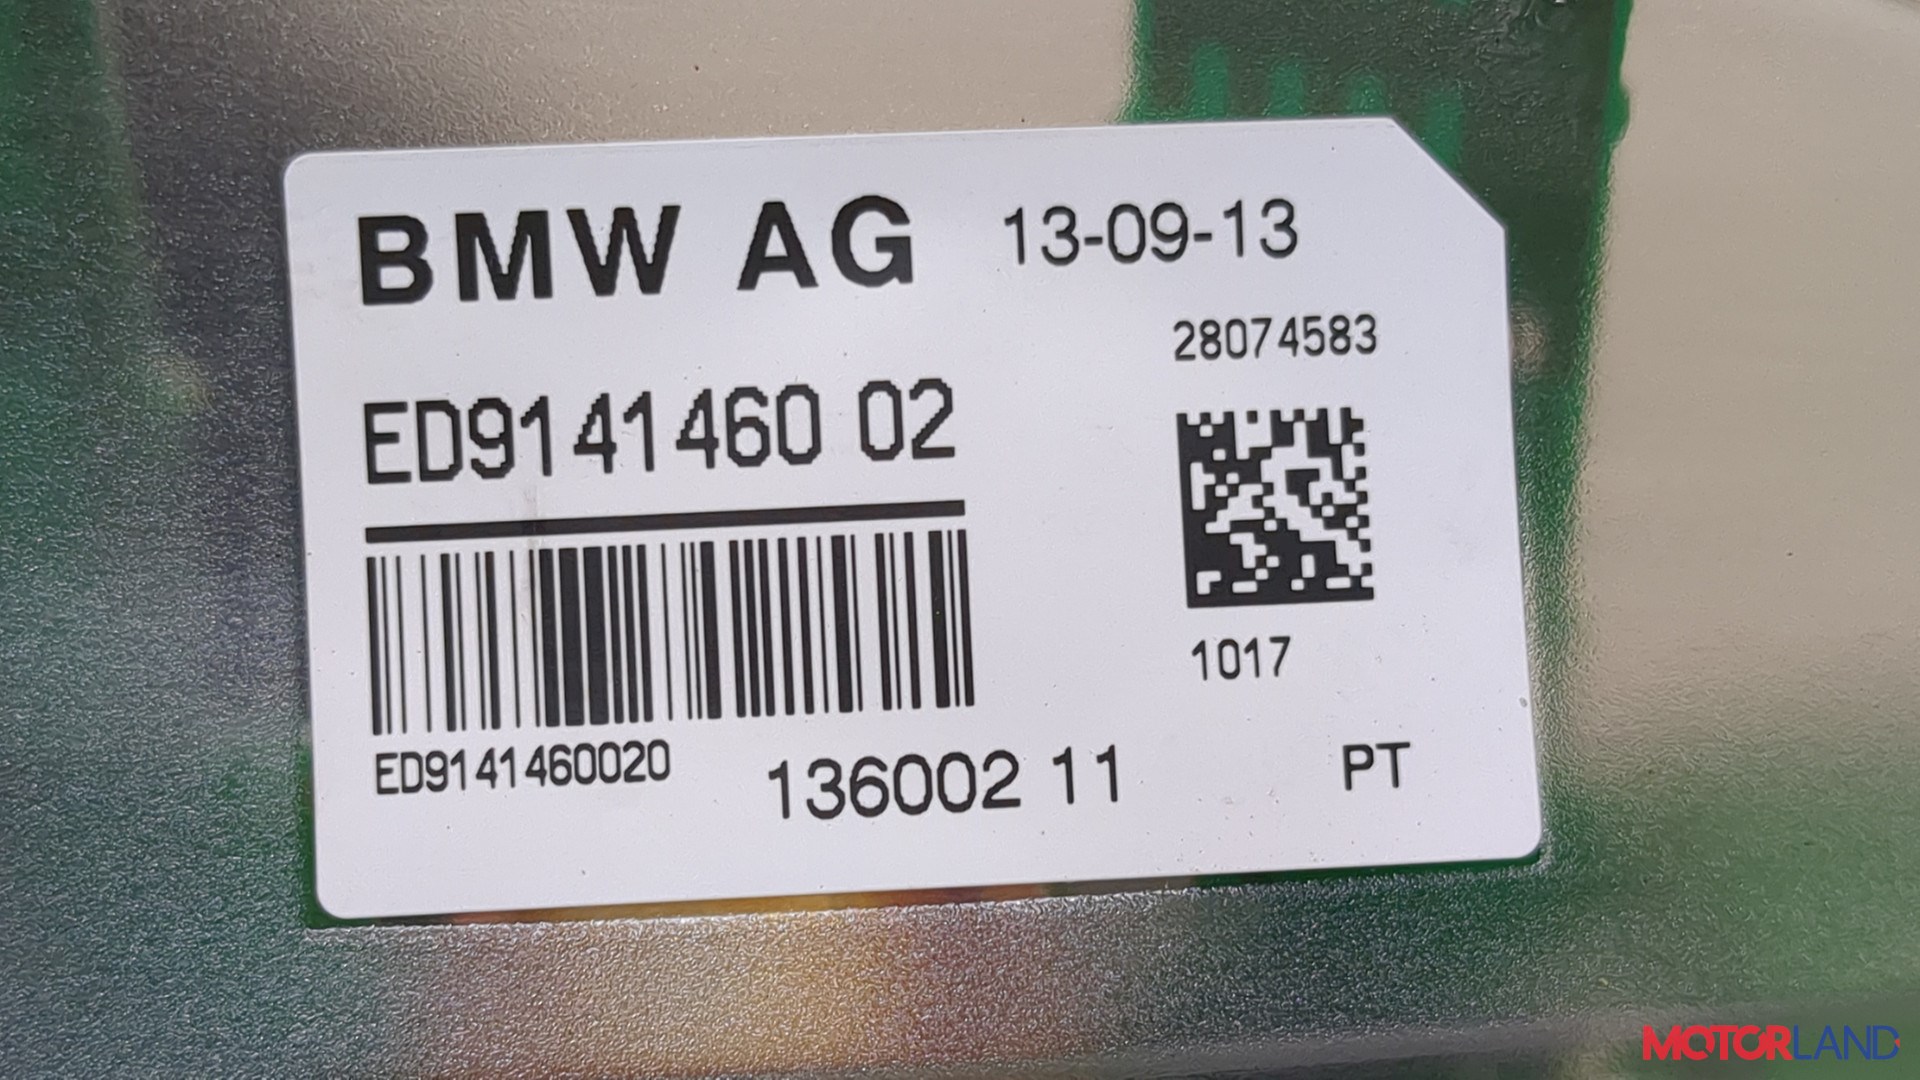 BMW AG 13-09-13
28074583
ED9141460 02
1017
ED9141460020 136002 11 PT
MOTORLAND